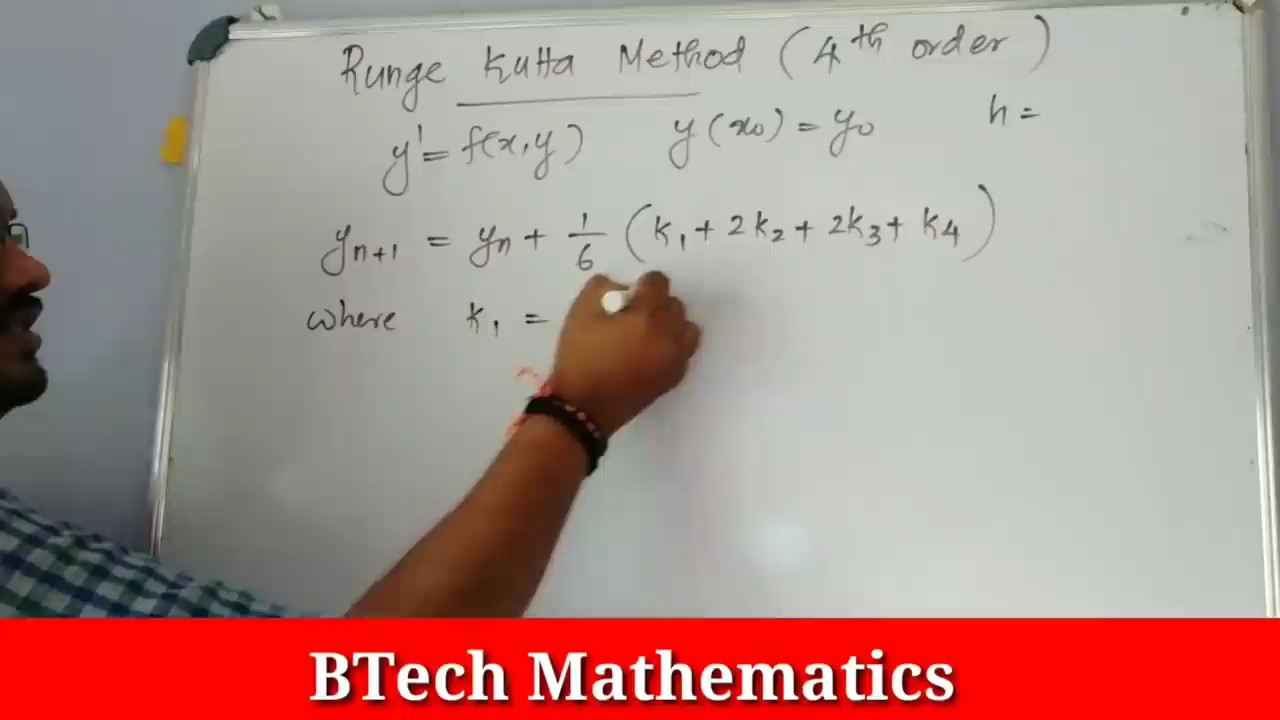 Runge Kutta Method (4th order)
y' = f(x,y) y(x₀) = y₀ h =
yₙ₊₁ = yₙ + 1/6 (k₁ + 2k₂ + 2k₃ + k₄)
where k₁ =
BTech Mathematics